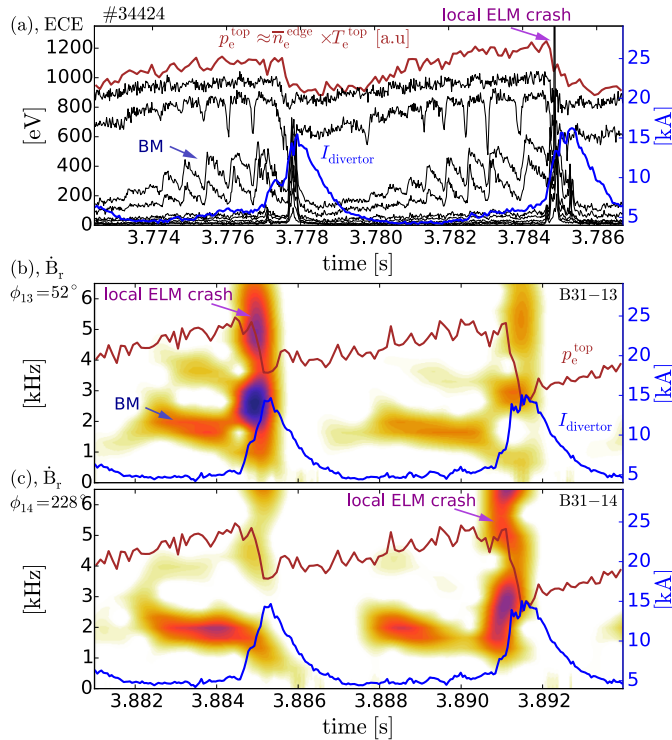 (a), ECE
#34424
local ELM crash
p_e^top ≈ n̅_e^edge × T_e^top [a.u]
1200
1000
800
600
400
200
0
[eV]
BM
I_divertor
25
20
15
10
5
[kA]
3.774 3.776 3.778 3.780 3.782 3.784 3.786
time [s]
(b), Ḃ_r
ϕ_13=52°
local ELM crash
B31−13
6
5
4
3
2
1
0
[kHz]
BM
p_e^top
I_divertor
25
20
15
10
5
[kA]
(c), Ḃ_r
ϕ_14=228°
local ELM crash
B31−14
6
5
4
3
2
1
0
[kHz]
25
20
15
10
5
[kA]
3.882 3.884 3.886 3.888 3.890 3.892
time [s]